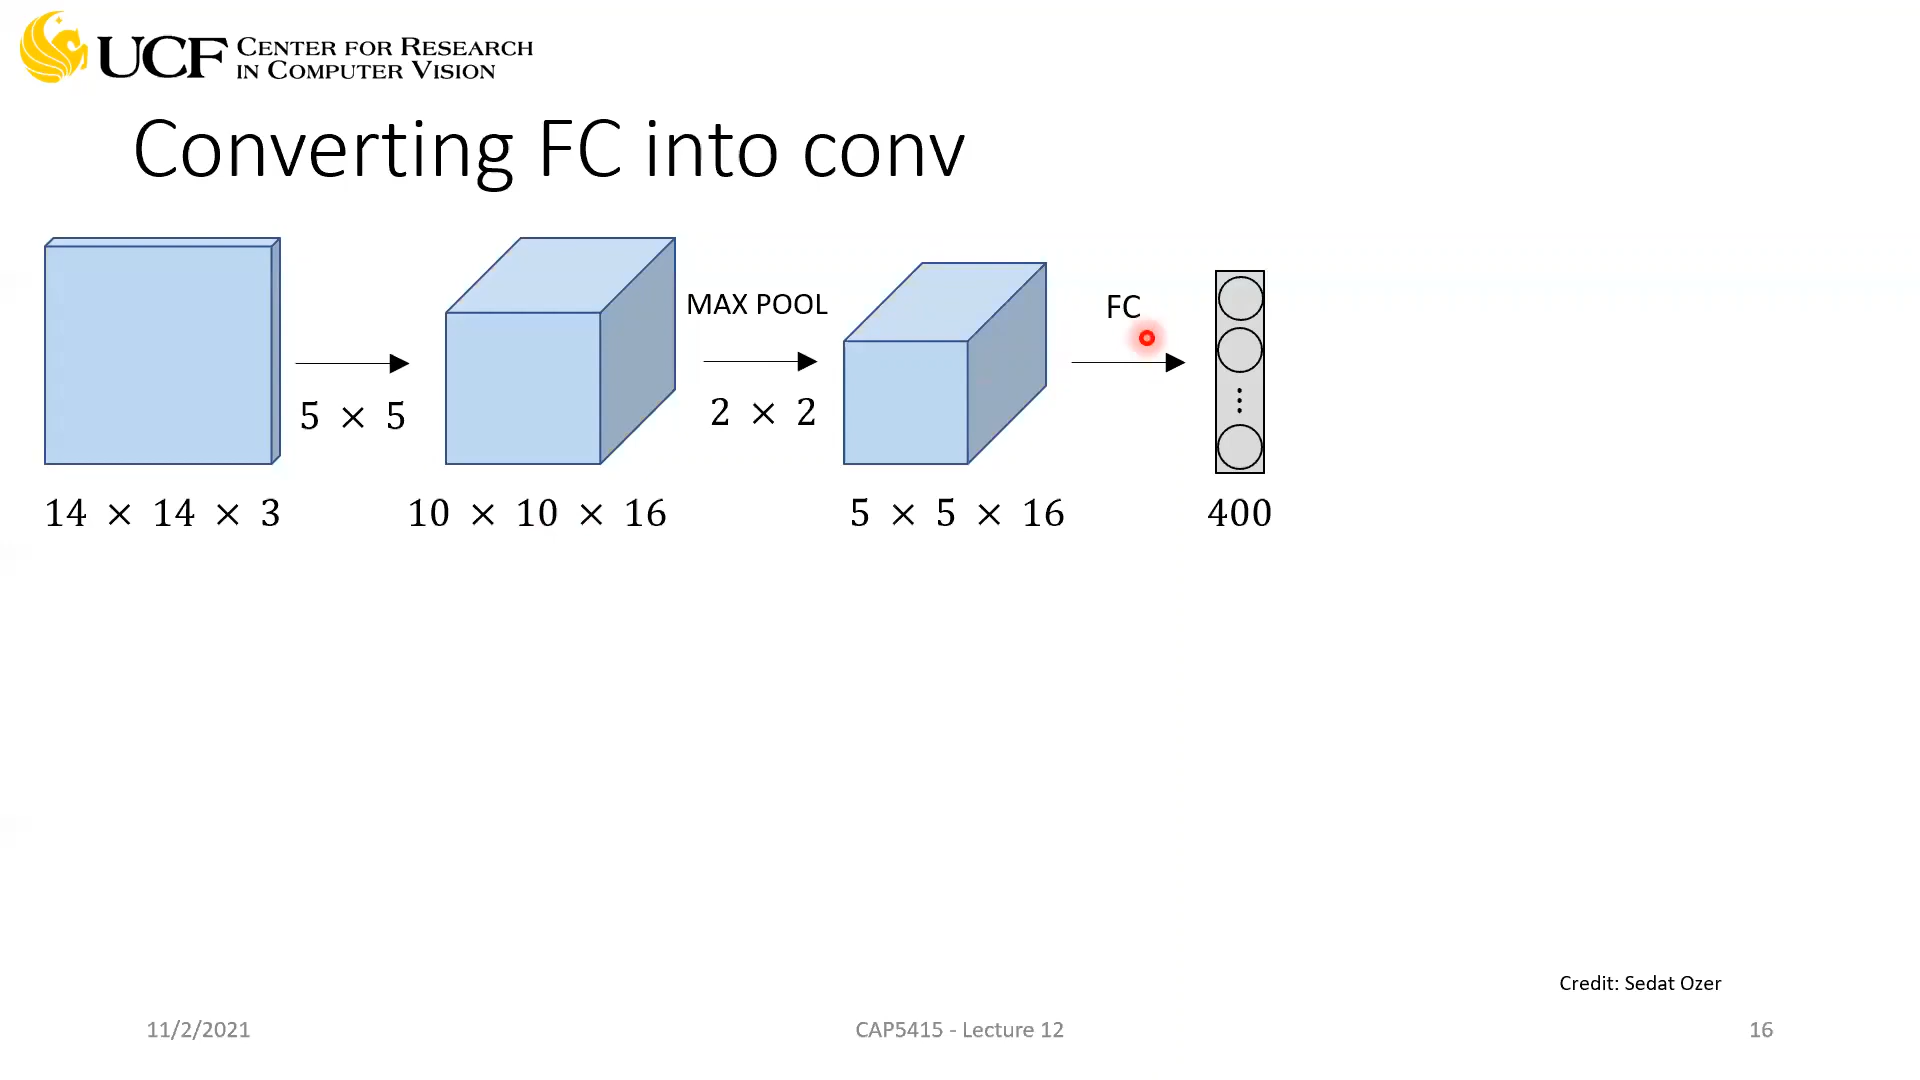 UCF CENTER FOR RESEARCH
IN COMPUTER VISION
Converting FC into conv
MAX POOL
FC
5 × 5
2 × 2
⋮
14 × 14 × 3
10 × 10 × 16
5 × 5 × 16
400
Credit: Sedat Ozer
11/2/2021
CAP5415 - Lecture 12
16